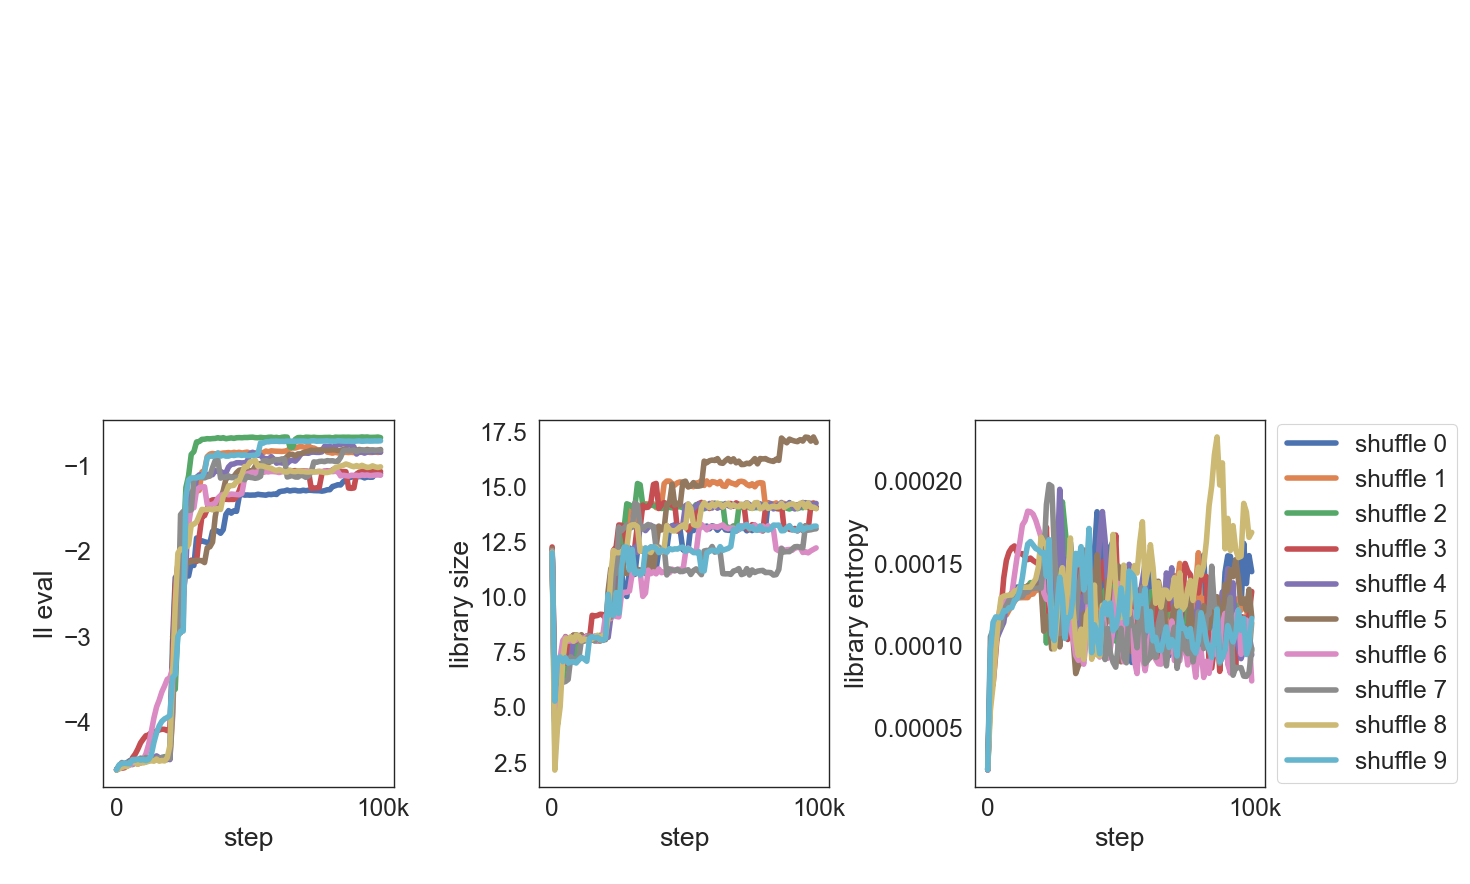 ll eval
−1
−2
−3
−4
0
100k
step
library size
17.5
15.0
12.5
10.0
7.5
5.0
2.5
0
100k
step
library entropy
0.00020
0.00015
0.00010
0.00005
0
100k
step
shuffle 0
shuffle 1
shuffle 2
shuffle 3
shuffle 4
shuffle 5
shuffle 6
shuffle 7
shuffle 8
shuffle 9